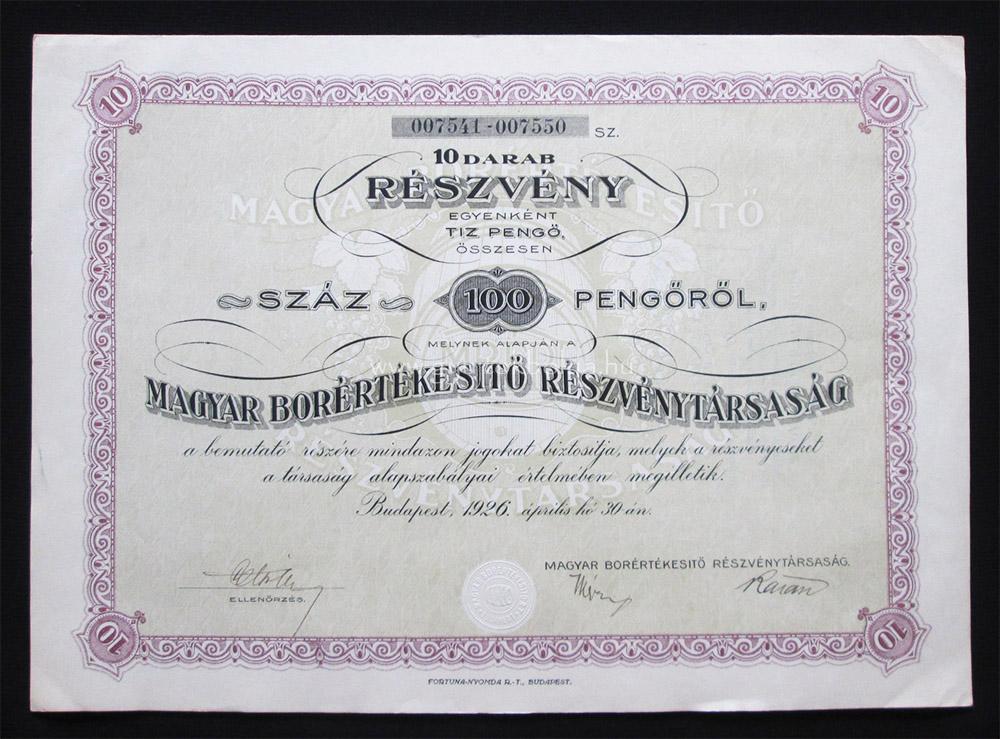 10 10
007541-007550 SZ.
10 DARAB
RÉSZVÉNY
EGYENKÉNT
TIZ PENGŐ,
ÖSSZESEN
SZÁZ 100 PENGŐRŐL,
MELYNEK ALAPJÁN A
MAGYAR BORÉRTÉKESITŐ RÉSZVÉNYTÁRSASÁG
a bemutató részére mindazon jogokat biztositja, melyek a részvényeseket
a társaság alapszabályai értelmében megilletik.
Budapest, 1926. április hó 30-án.
MAGYAR BORÉRTÉKESITŐ RÉSZVÉNYTÁRSASÁG.
ELLENŐRZÉS.
10 10
FORTUNA-NYOMDA R.-T., BUDAPEST.